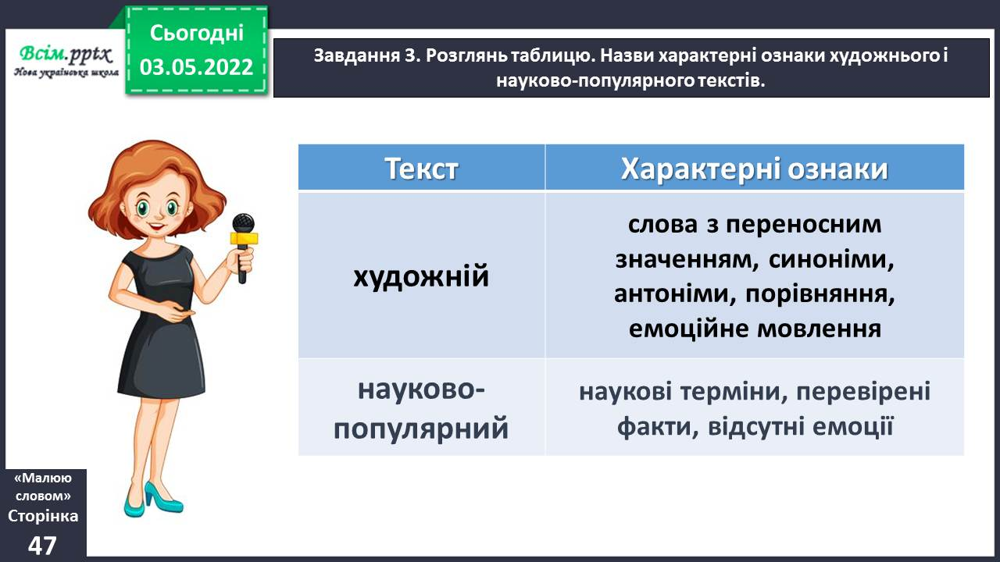 Сьогодні
03.05.2022
Всім.pptx
Нова українська школа
Завдання 3. Розглянь таблицю. Назви характерні ознаки художнього і
науково-популярного текстів.
Текст
Характерні ознаки
художній
слова з переносним
значенням, синоніми,
антоніми, порівняння,
емоційне мовлення
науково-
популярний
наукові терміни, перевірені
факти, відсутні емоції
«Малюю
словом»
Сторінка
47